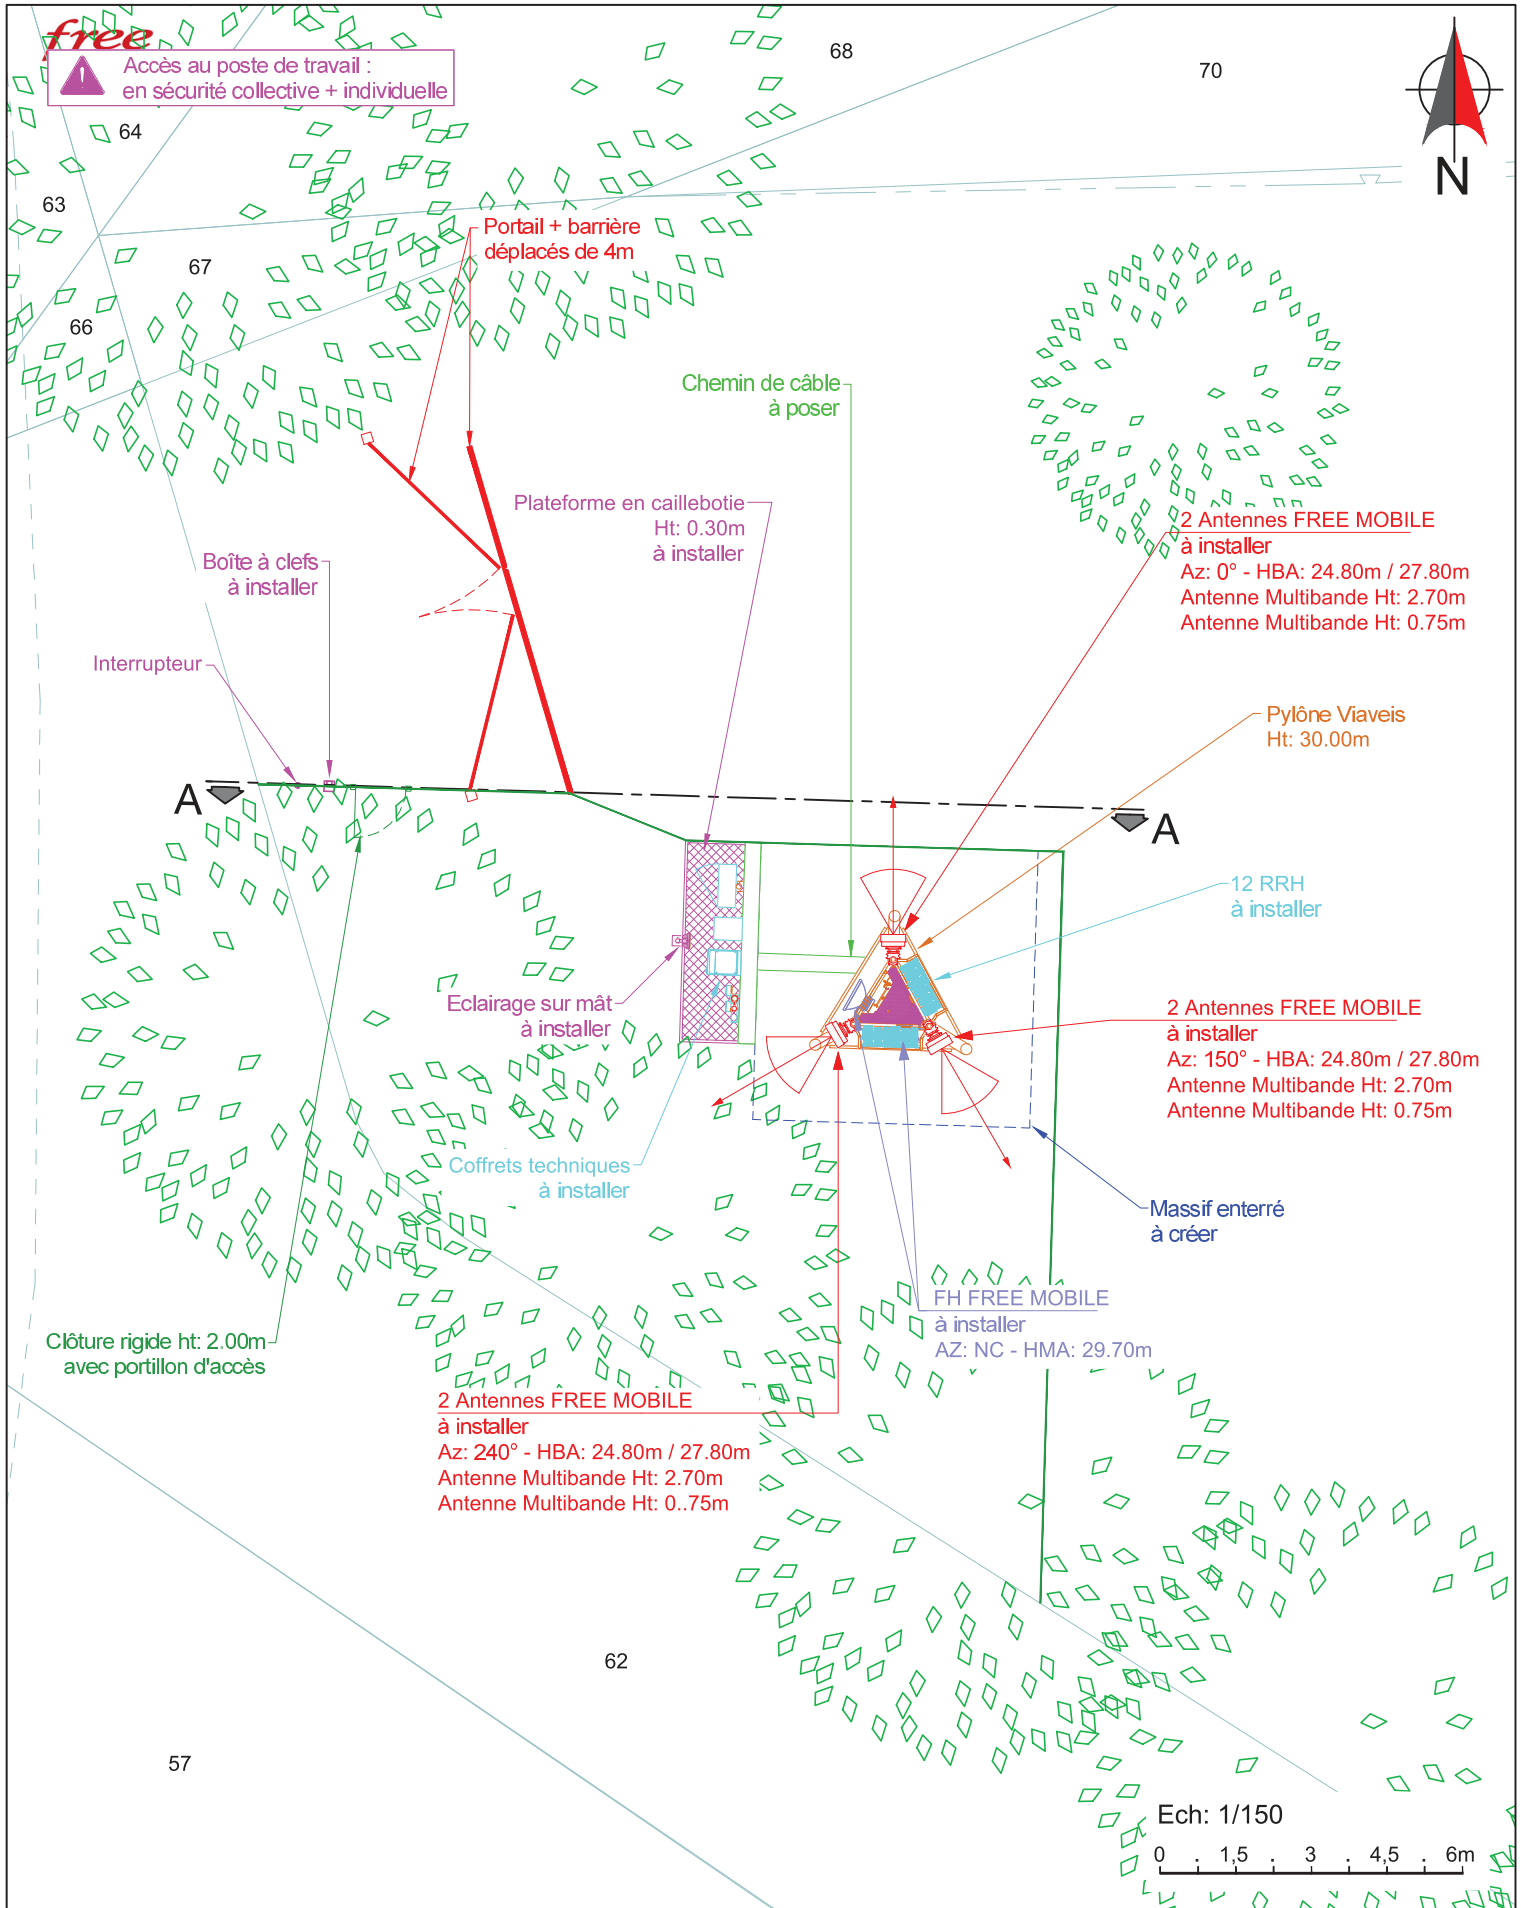 free
Accès au poste de travail :
en sécurité collective + individuelle
68
70
64
63
67
66
N
Portail + barrière
déplacés de 4m
Chemin de câble
à poser
Plateforme en caillebotie
Ht: 0.30m
à installer
2 Antennes FREE MOBILE
à installer
Az: 0° - HBA: 24.80m / 27.80m
Antenne Multibande Ht: 2.70m
Antenne Multibande Ht: 0.75m
Boîte à clefs
à installer
Interrupteur
Pylône Viaveis
Ht: 30.00m
A
A
12 RRH
à installer
Eclairage sur mât
à installer
2 Antennes FREE MOBILE
à installer
Az: 150° - HBA: 24.80m / 27.80m
Antenne Multibande Ht: 2.70m
Antenne Multibande Ht: 0.75m
Coffrets techniques
à installer
Massif enterré
à créer
FH FREE MOBILE
à installer
AZ: NC - HMA: 29.70m
Clôture rigide ht: 2.00m
avec portillon d'accès
2 Antennes FREE MOBILE
à installer
Az: 240° - HBA: 24.80m / 27.80m
Antenne Multibande Ht: 2.70m
Antenne Multibande Ht: 0..75m
62
57
Ech: 1/150
0 . 1,5 . 3 . 4,5 . 6m